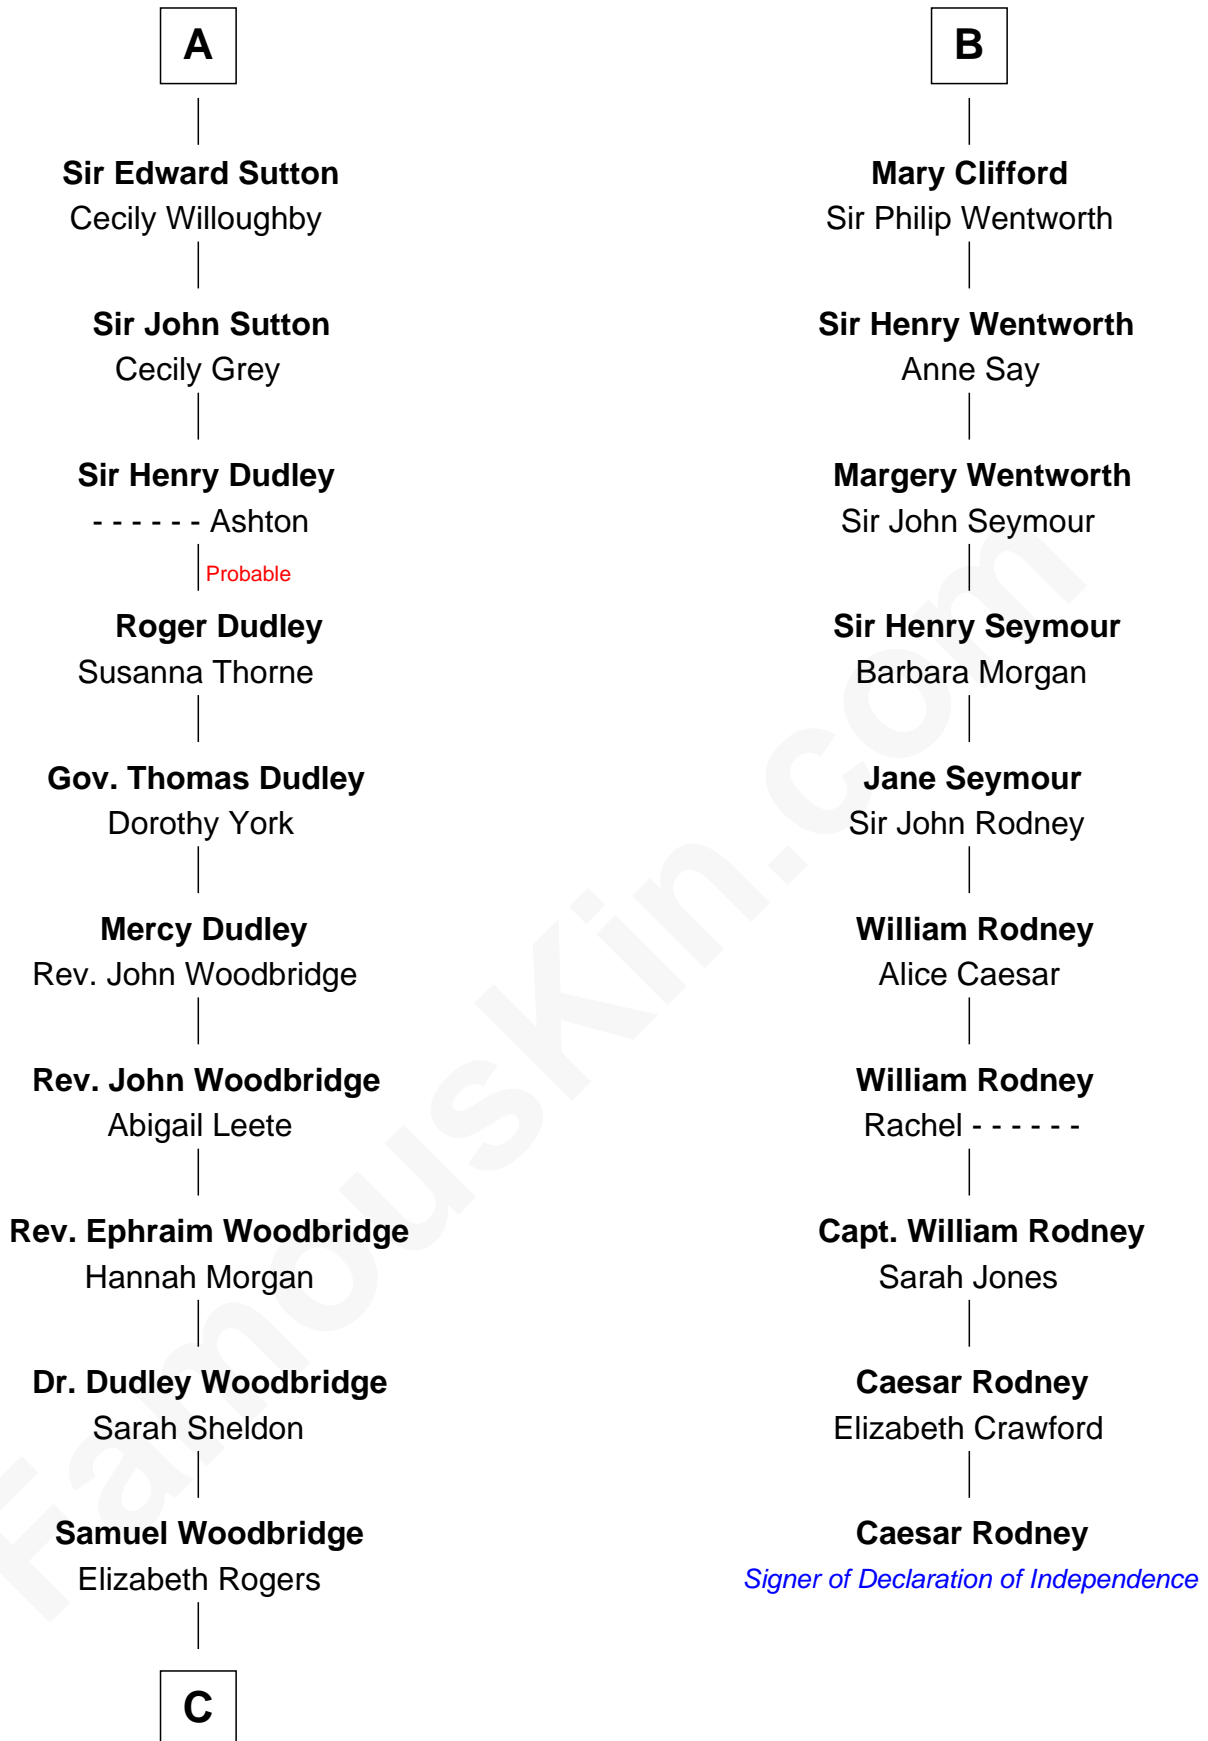 A
Sir Edward Sutton
Cecily Willoughby
Sir John Sutton
Cecily Grey
Sir Henry Dudley
- - - - - - Ashton
Probable
Roger Dudley
Susanna Thorne
Gov. Thomas Dudley
Dorothy York
Mercy Dudley
Rev. John Woodbridge
Rev. John Woodbridge
Abigail Leete
Rev. Ephraim Woodbridge
Hannah Morgan
Dr. Dudley Woodbridge
Sarah Sheldon
Samuel Woodbridge
Elizabeth Rogers
C
B
Mary Clifford
Sir Philip Wentworth
Sir Henry Wentworth
Anne Say
Margery Wentworth
Sir John Seymour
Sir Henry Seymour
Barbara Morgan
Jane Seymour
Sir John Rodney
William Rodney
Alice Caesar
William Rodney
Rachel - - - - - -
Capt. William Rodney
Sarah Jones
Caesar Rodney
Elizabeth Crawford
Caesar Rodney
Signer of Declaration of Independence
FamousKin.com